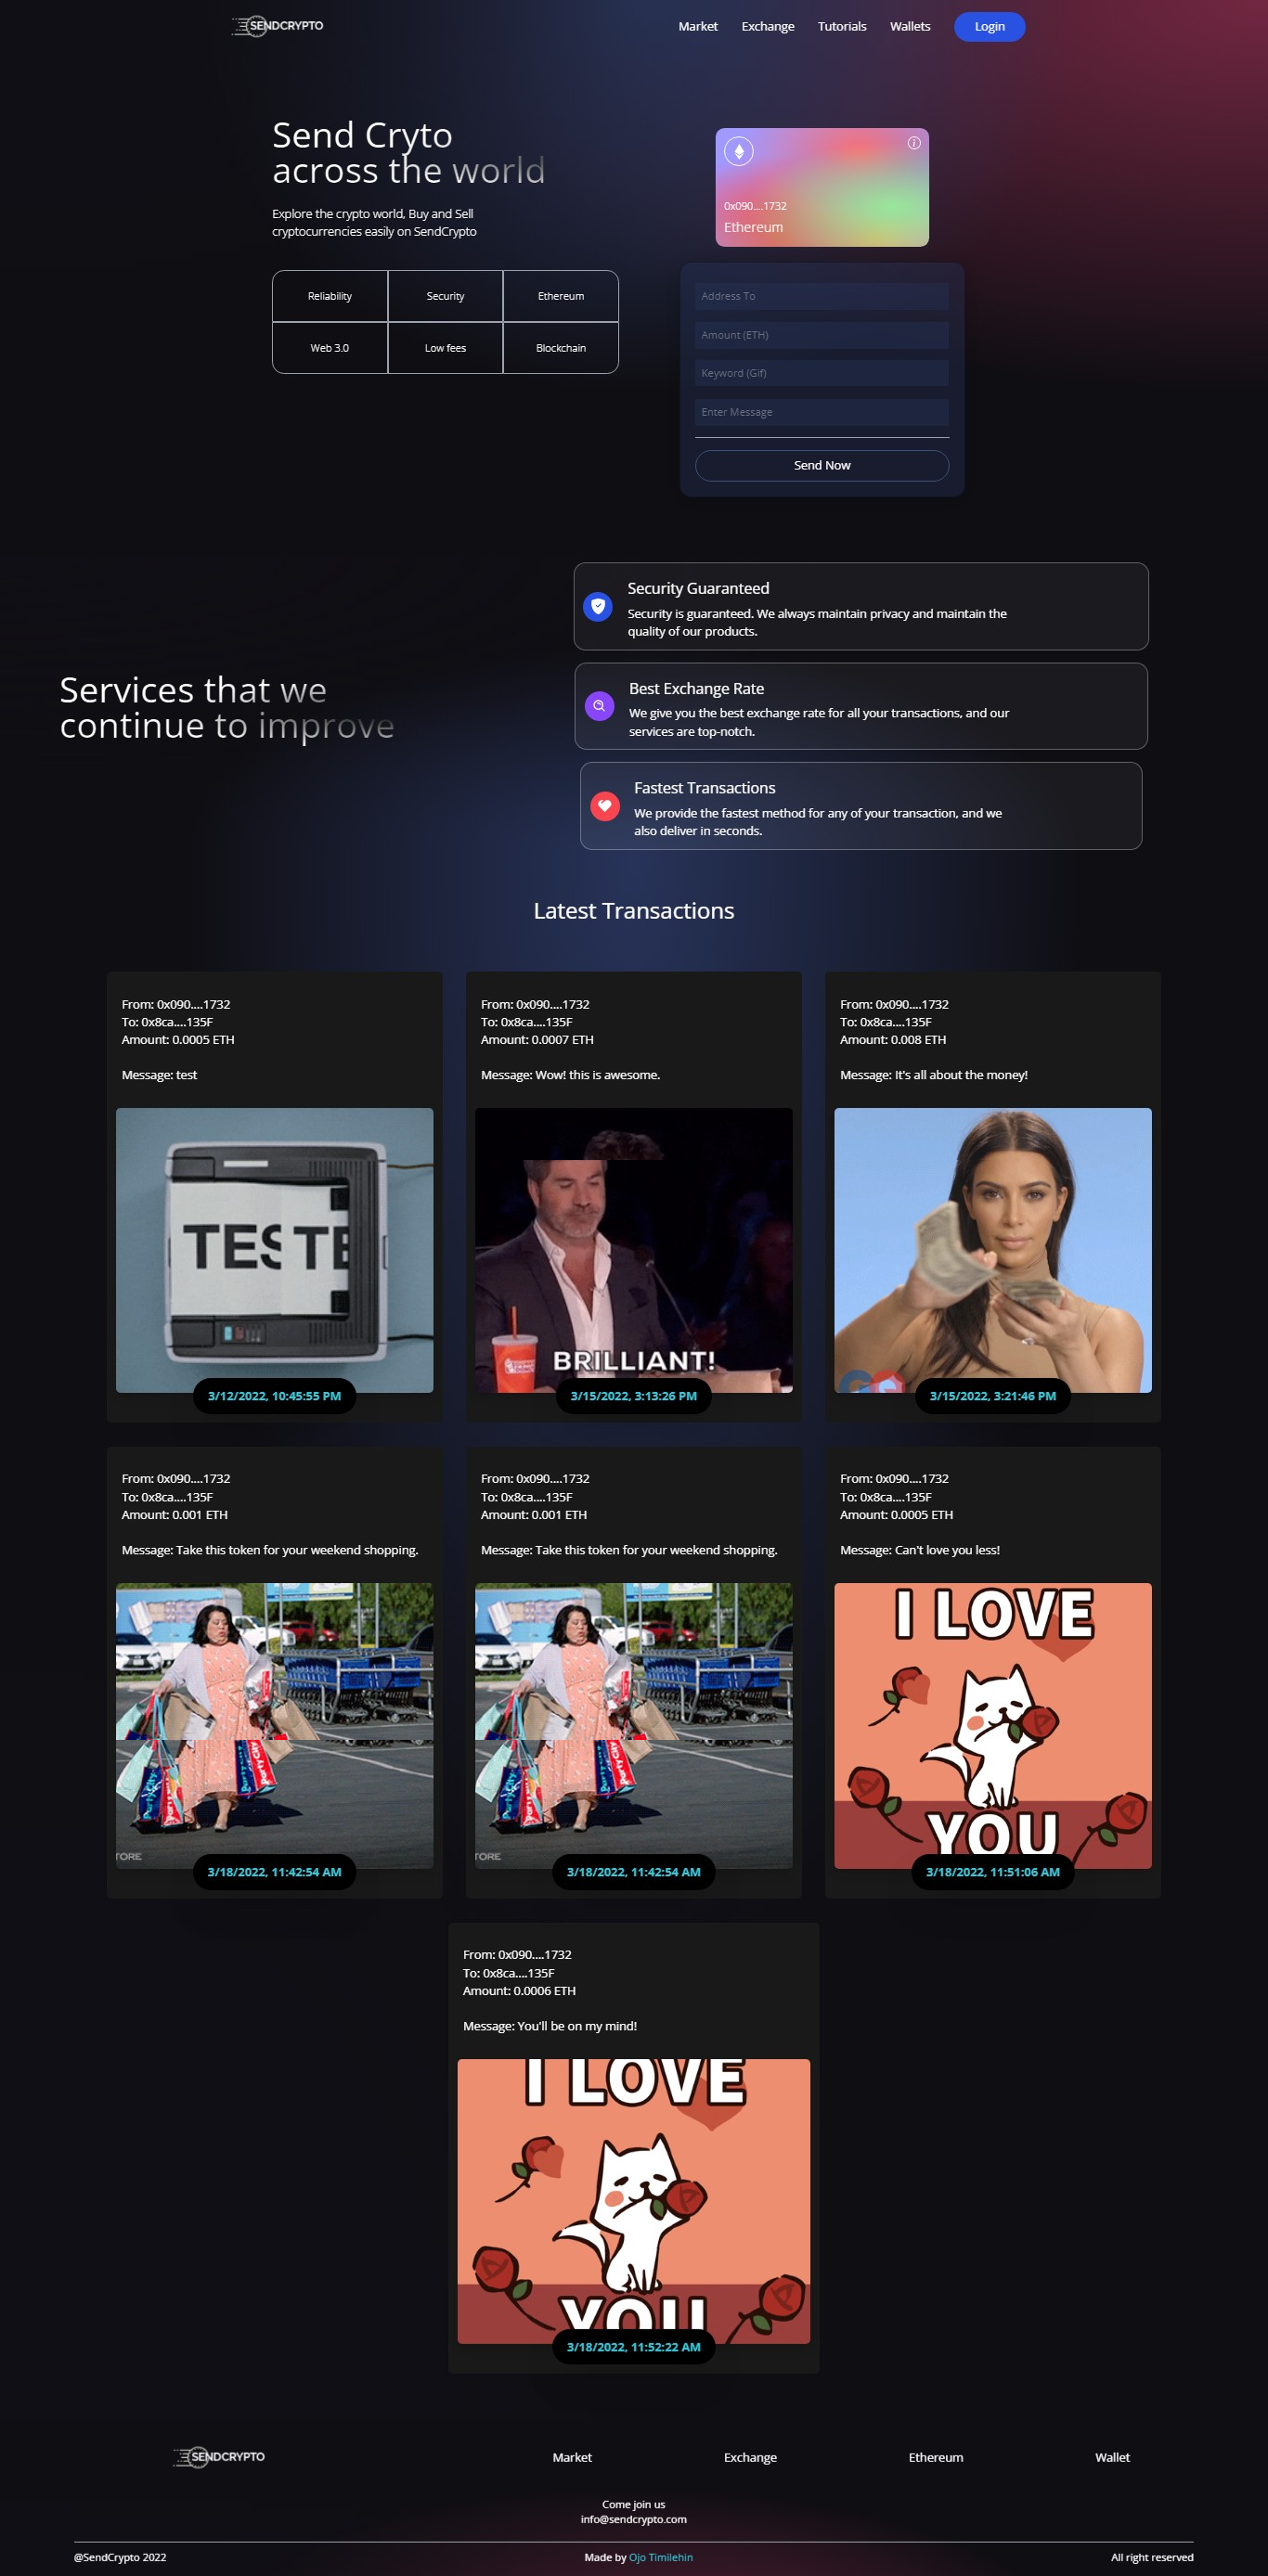 SENDCRYPTO
Market
Exchange
Tutorials
Wallets
Login
Send Cryto
across the world
Explore the crypto world, Buy and Sell
cryptocurrencies easily on SendCrypto
Reliability
Security
Ethereum
Web 3.0
Low fees
Blockchain
0x090....1732
Ethereum
Address To
Amount (ETH)
Keyword (Gif)
Enter Message
Send Now
Services that we
continue to improve
Security Guaranteed
Security is guaranteed. We always maintain privacy and maintain the
quality of our products.
Best Exchange Rate
We give you the best exchange rate for all your transactions, and our
services are top-notch.
Fastest Transactions
We provide the fastest method for any of your transaction, and we
also deliver in seconds.
Latest Transactions
From: 0x090....1732
To: 0x8ca....135F
Amount: 0.0005 ETH
Message: test
TES TE
3/12/2022, 10:45:55 PM
From: 0x090....1732
To: 0x8ca....135F
Amount: 0.0007 ETH
Message: Wow! this is awesome.
BRILLIANT!
3/15/2022, 3:13:26 PM
From: 0x090....1732
To: 0x8ca....135F
Amount: 0.008 ETH
Message: It's all about the money!
3/15/2022, 3:21:46 PM
From: 0x090....1732
To: 0x8ca....135F
Amount: 0.001 ETH
Message: Take this token for your weekend shopping.
Party City
TORE
3/18/2022, 11:42:54 AM
From: 0x090....1732
To: 0x8ca....135F
Amount: 0.001 ETH
Message: Take this token for your weekend shopping.
Party City
TORE
3/18/2022, 11:42:54 AM
From: 0x090....1732
To: 0x8ca....135F
Amount: 0.0005 ETH
Message: Can't love you less!
I LOVE
YOU
3/18/2022, 11:51:06 AM
From: 0x090....1732
To: 0x8ca....135F
Amount: 0.0006 ETH
Message: You'll be on my mind!
I LOVE
YOU
3/18/2022, 11:52:22 AM
SENDCRYPTO
Market
Exchange
Ethereum
Wallet
Come join us
info@sendcrypto.com
@SendCrypto 2022
Made by Ojo Timilehin
All right reserved